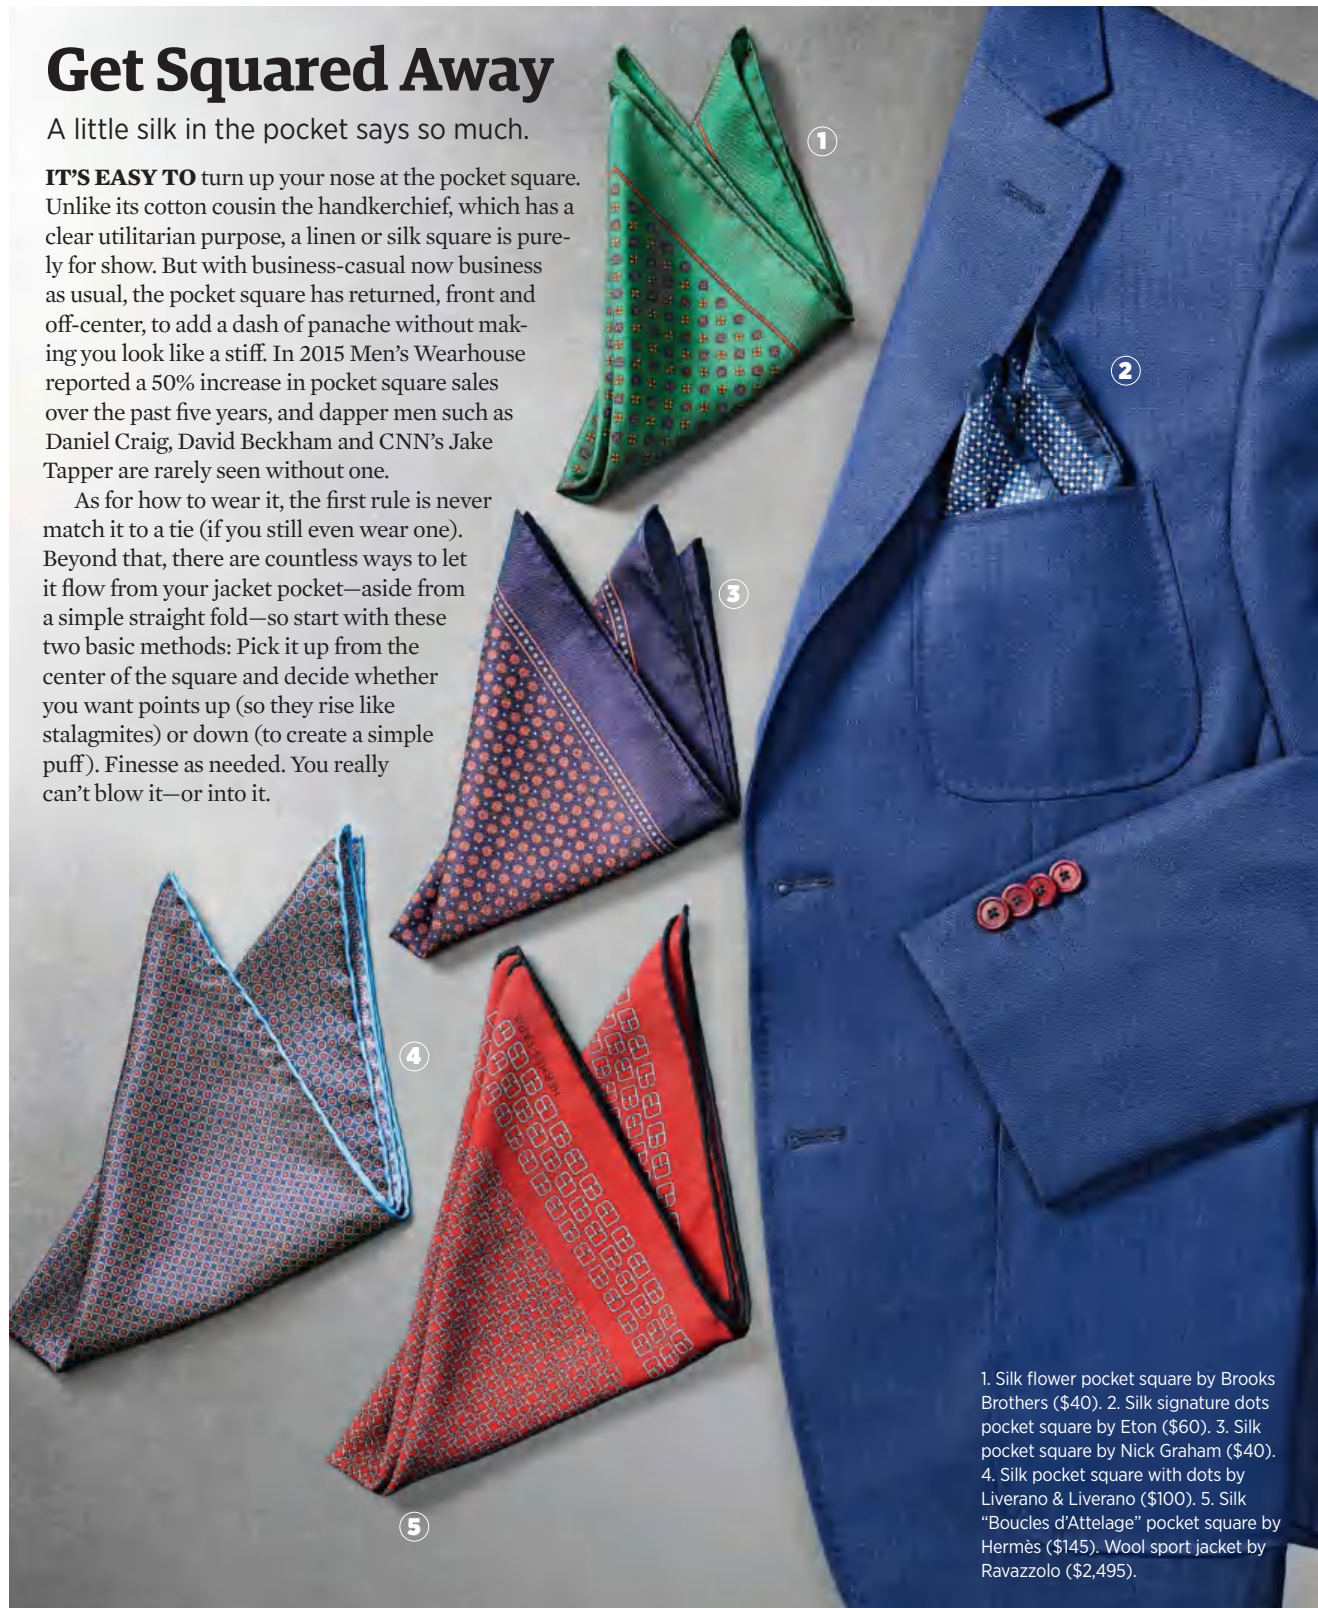 Get Squared Away
A little silk in the pocket says so much.
IT’S EASY TO turn up your nose at the pocket square.
Unlike its cotton cousin the handkerchief, which has a
clear utilitarian purpose, a linen or silk square is pure-
ly for show. But with business-casual now business
as usual, the pocket square has returned, front and
off-center, to add a dash of panache without mak-
ing you look like a stiff. In 2015 Men’s Wearhouse
reported a 50% increase in pocket square sales
over the past five years, and dapper men such as
Daniel Craig, David Beckham and CNN’s Jake
Tapper are rarely seen without one.
As for how to wear it, the first rule is never
match it to a tie (if you still even wear one).
Beyond that, there are countless ways to let
it flow from your jacket pocket—aside from
a simple straight fold—so start with these
two basic methods: Pick it up from the
center of the square and decide whether
you want points up (so they rise like
stalagmites) or down (to create a simple
puff). Finesse as needed. You really
can’t blow it—or into it.
1
2
3
4
5
1. Silk flower pocket square by Brooks
Brothers ($40). 2. Silk signature dots
pocket square by Eton ($60). 3. Silk
pocket square by Nick Graham ($40).
4. Silk pocket square with dots by
Liverano & Liverano ($100). 5. Silk
“Boucles d’Attelage” pocket square by
Hermès ($145). Wool sport jacket by
Ravazzolo ($2,495).